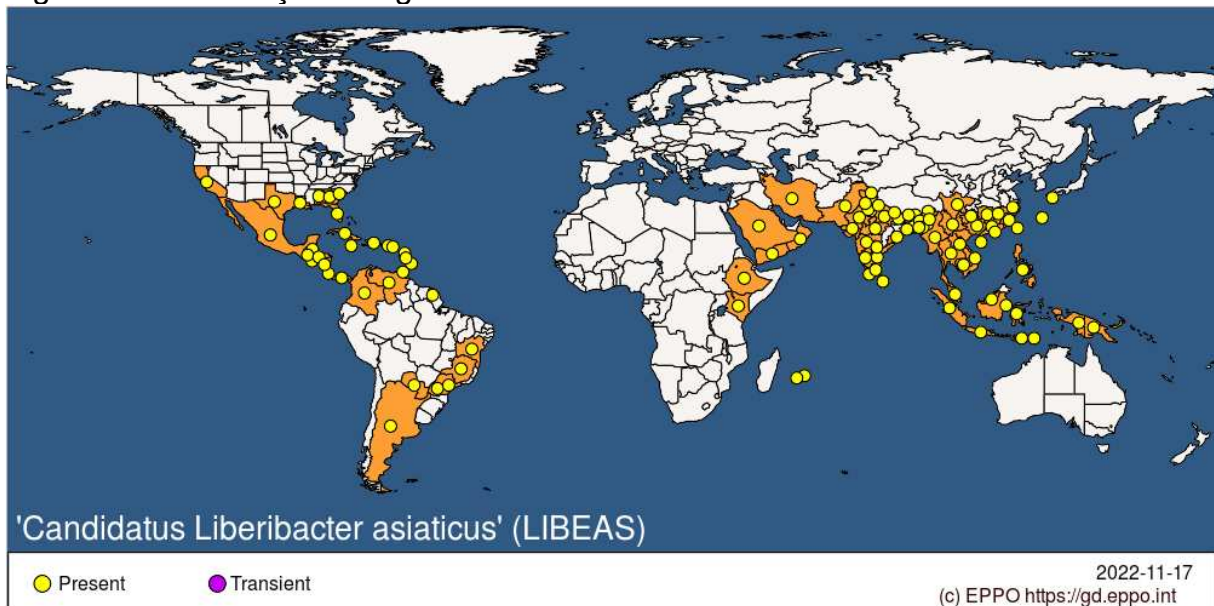 'Candidatus Liberibacter asiaticus' (LIBEAS)
Present
Transient
2022-11-17
(c) EPPO https://gd.eppo.int